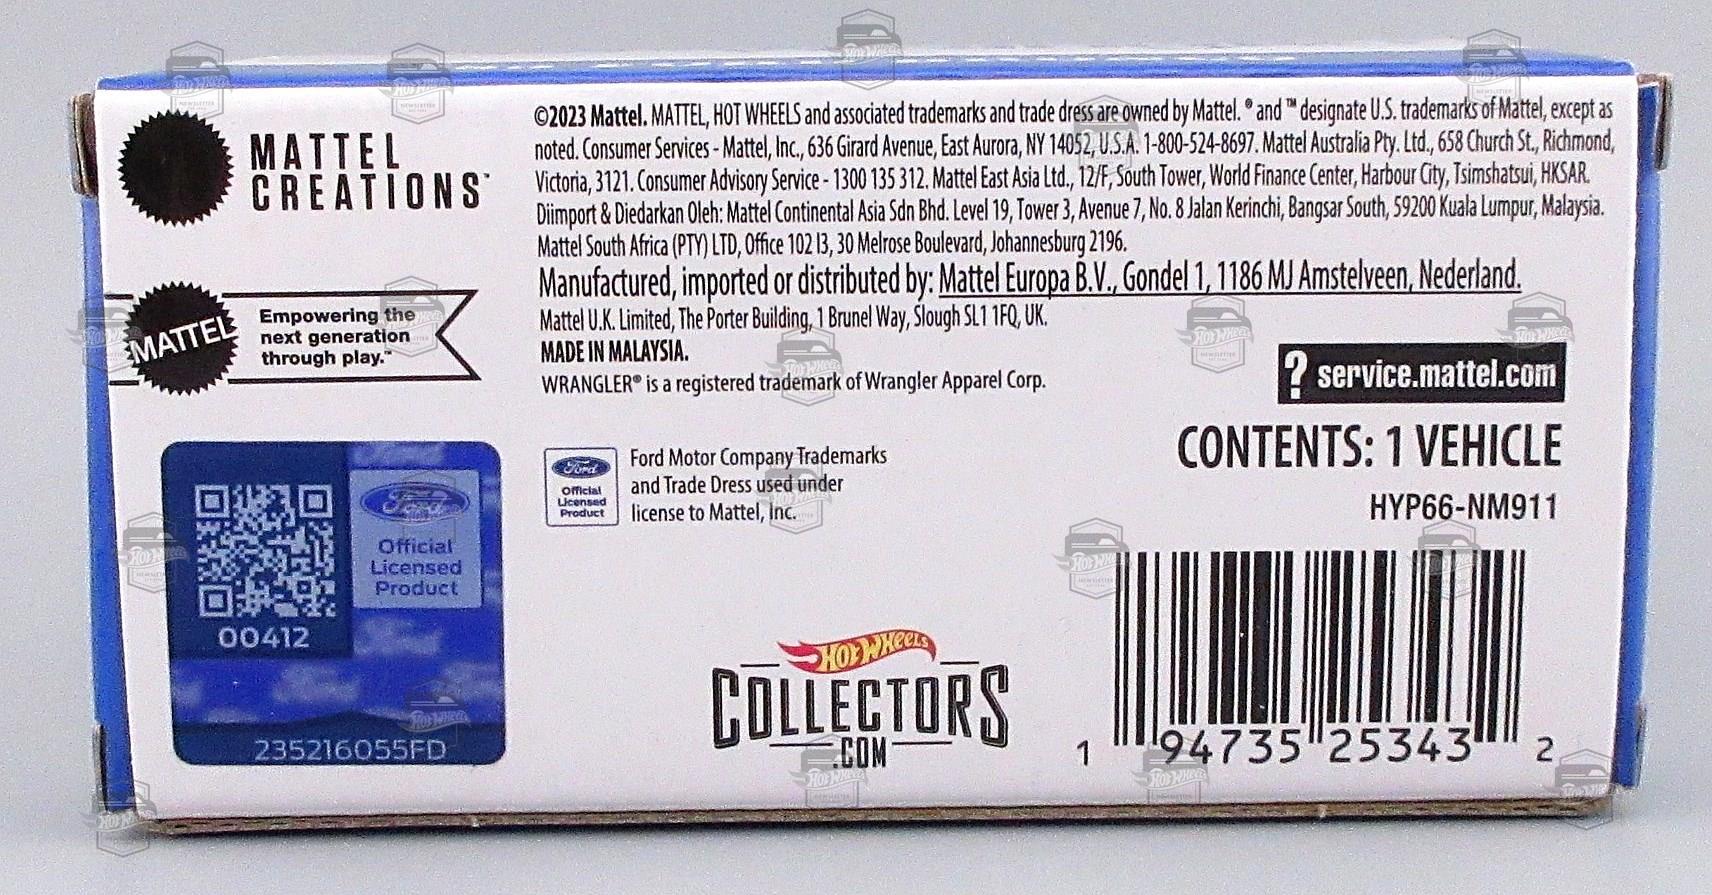 MATTEL
CREATIONS™
©2023 Mattel. MATTEL, HOT WHEELS and associated trademarks and trade dress are owned by Mattel. ® and ™ designate U.S. trademarks of Mattel, except as
noted. Consumer Services - Mattel, Inc., 636 Girard Avenue, East Aurora, NY 14052, U.S.A. 1-800-524-8697. Mattel Australia Pty. Ltd., 658 Church St., Richmond,
Victoria, 3121. Consumer Advisory Service - 1300 135 312. Mattel East Asia Ltd., 12/F, South Tower, World Finance Center, Harbour City, Tsimshatsui, HKSAR.
Diimport & Diedarkan Oleh: Mattel Continental Asia Sdn Bhd. Level 19, Tower 3, Avenue 7, No. 8 Jalan Kerinchi, Bangsar South, 59200 Kuala Lumpur, Malaysia.
Mattel South Africa (PTY) LTD, Office 102 I3, 30 Melrose Boulevard, Johannesburg 2196.
Manufactured, imported or distributed by: Mattel Europa B.V., Gondel 1, 1186 MJ Amstelveen, Nederland.
Mattel U.K. Limited, The Porter Building, 1 Brunel Way, Slough SL1 1FQ, UK.
MADE IN MALAYSIA.
WRANGLER® is a registered trademark of Wrangler Apparel Corp.
MATTEL
Empowering the
next generation
through play.™
? service.mattel.com
CONTENTS: 1 VEHICLE
HYP66-NM911
Ford
Official
Licensed
Product
Ford Motor Company Trademarks
and Trade Dress used under
license to Mattel, Inc.
Ford
Official
Licensed
Product
00412
235216055FD
HOT WHEELS
COLLECTORS
.COM
1 94735 25343 2